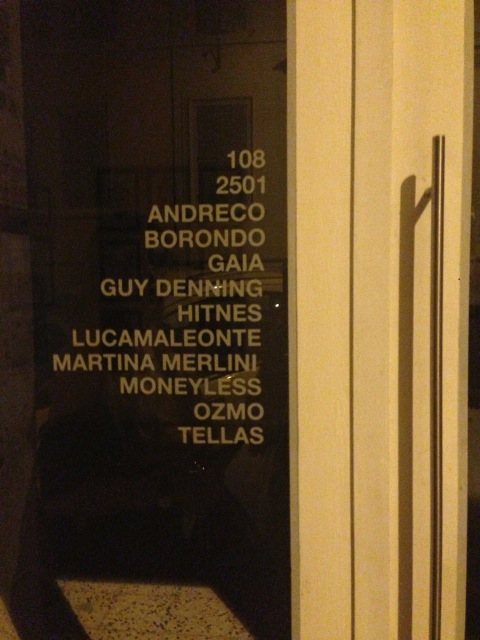 108
2501
ANDRECO
BORONDO
GAIA
GUY DENNING
HITNES
LUCAMALEONTE
MARTINA MERLINI
MONEYLESS
OZMO
TELLAS